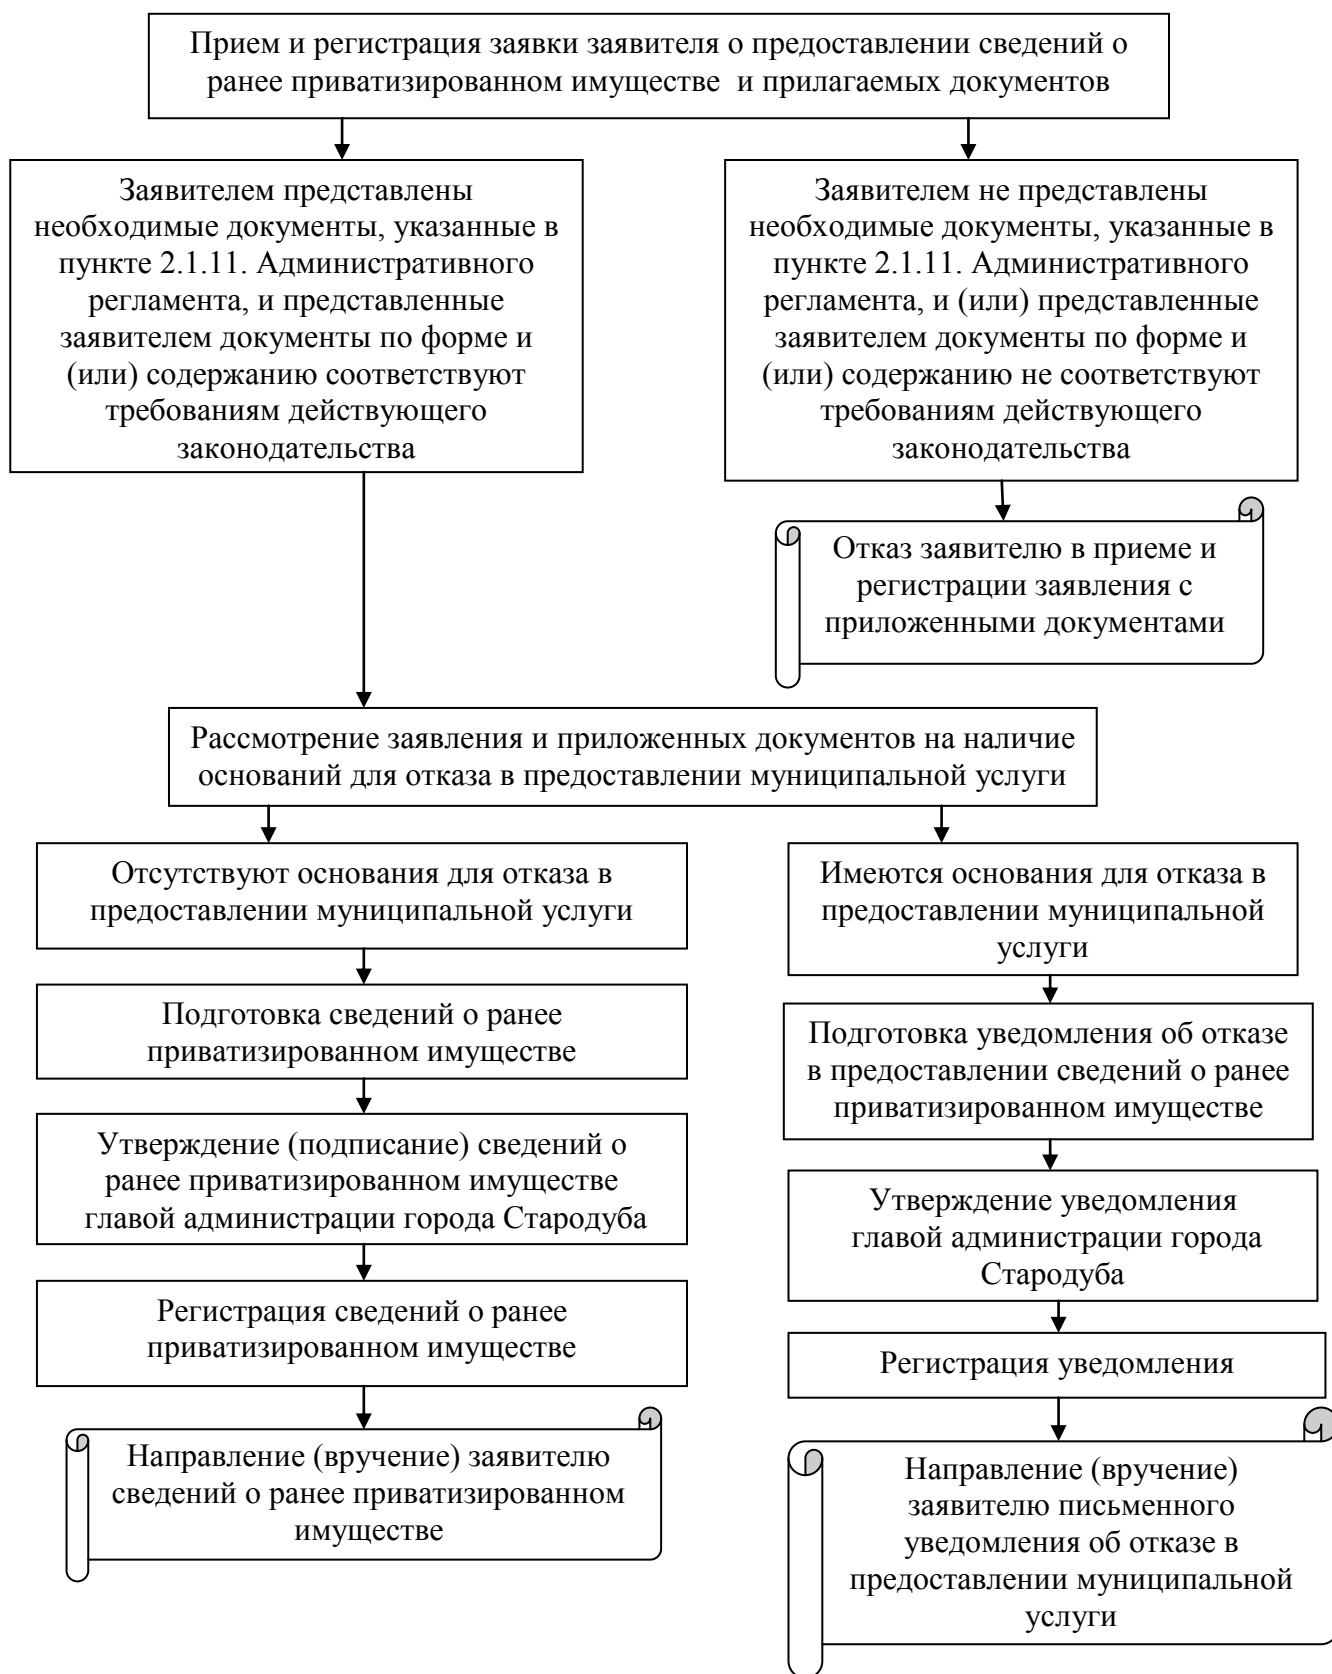 Прием и регистрация заявки заявителя о предоставлении сведений о
ранее приватизированном имуществе  и прилагаемых документов
Заявителем представлены
необходимые документы, указанные в
пункте 2.1.11. Административного
регламента, и представленные
заявителем документы по форме и
(или) содержанию соответствуют
требованиям действующего
законодательства
Заявителем не представлены
необходимые документы, указанные в
пункте 2.1.11. Административного
регламента, и (или) представленные
заявителем документы по форме и
(или) содержанию не соответствуют
требованиям действующего
законодательства
Отказ заявителю в приеме и
регистрации заявления с
приложенными документами
Рассмотрение заявления и приложенных документов на наличие
оснований для отказа в предоставлении муниципальной услуги
Отсутствуют основания для отказа в
предоставлении муниципальной услуги
Имеются основания для отказа в
предоставлении муниципальной
услуги
Подготовка сведений о ранее
приватизированном имуществе
Подготовка уведомления об отказе
в предоставлении сведений о ранее
приватизированном имуществе
Утверждение (подписание) сведений о
ранее приватизированном имуществе
главой администрации города Стародуба
Утверждение уведомления
главой администрации города
Стародуба
Регистрация сведений о ранее
приватизированном имуществе
Регистрация уведомления
Направление (вручение) заявителю
сведений о ранее приватизированном
имуществе
Направление (вручение)
заявителю письменного
уведомления об отказе в
предоставлении муниципальной
услуги